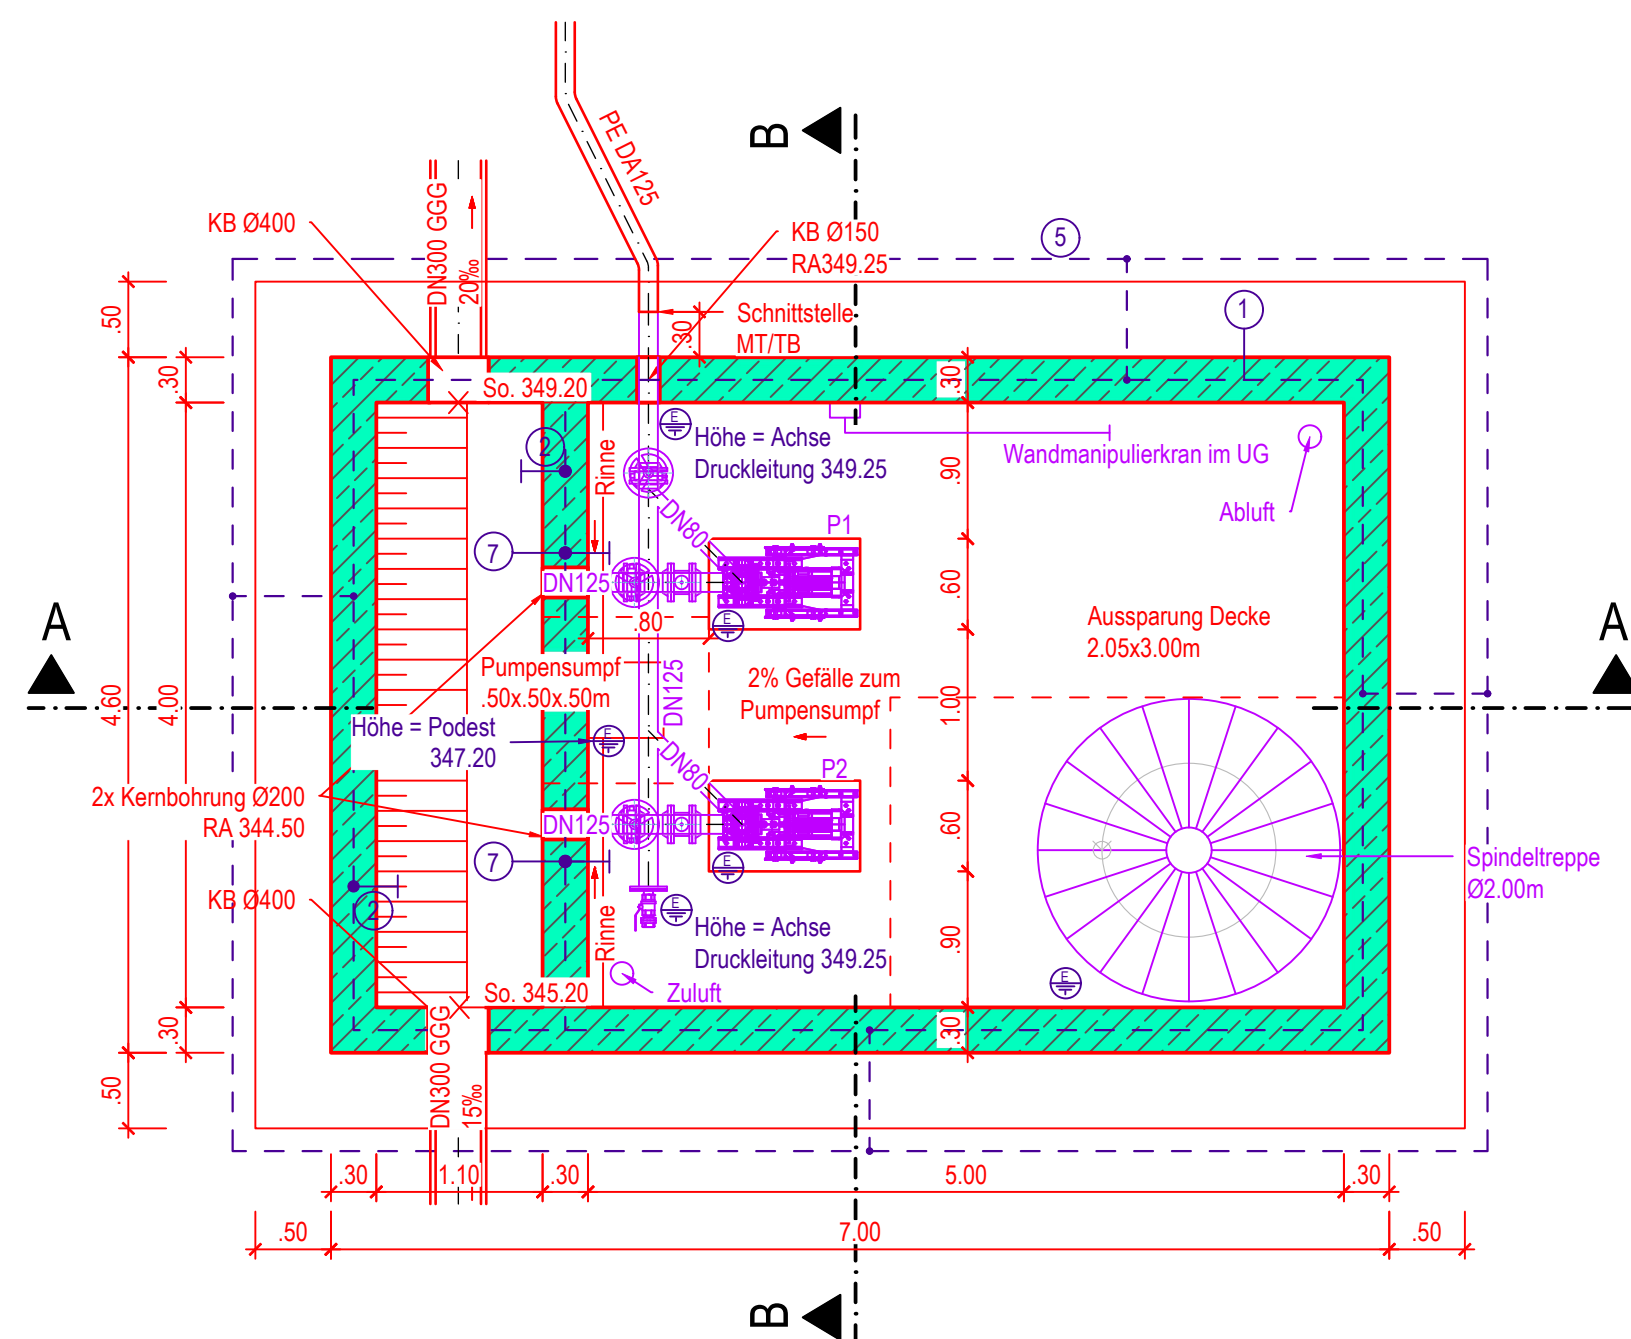 B
PE DA125
KB Ø400
DN300 GGG
20‰
KB Ø150
RA349.25
5
1
.50
.30
Schnittstelle
MT/TB
.30
.30
So. 349.20
E
Höhe = Achse
Druckleitung 349.25
2
Rinne
Wandmanipulierkran im UG
.90
Abluft
DN80
P1
7
DN125
.60
A
A
.80
E
Aussparung Decke
2.05x3.00m
Pumpensumpf
.50x.50x.50m
DN125
2% Gefälle zum
Pumpensumpf
4.60
4.00
1.00
Höhe = Podest
347.20
E
DN80
P2
2x Kernbohrung Ø200
RA 344.50
DN125
.60
7
E
Spindeltreppe
Ø2.00m
KB Ø400
2
Rinne
E
Höhe = Achse
Druckleitung 349.25
.90
E
So. 345.20
Zuluft
.30
.30
DN300 GGG
15‰
.50
.30
1.10
.30
5.00
.30
.50
7.00
.50
B